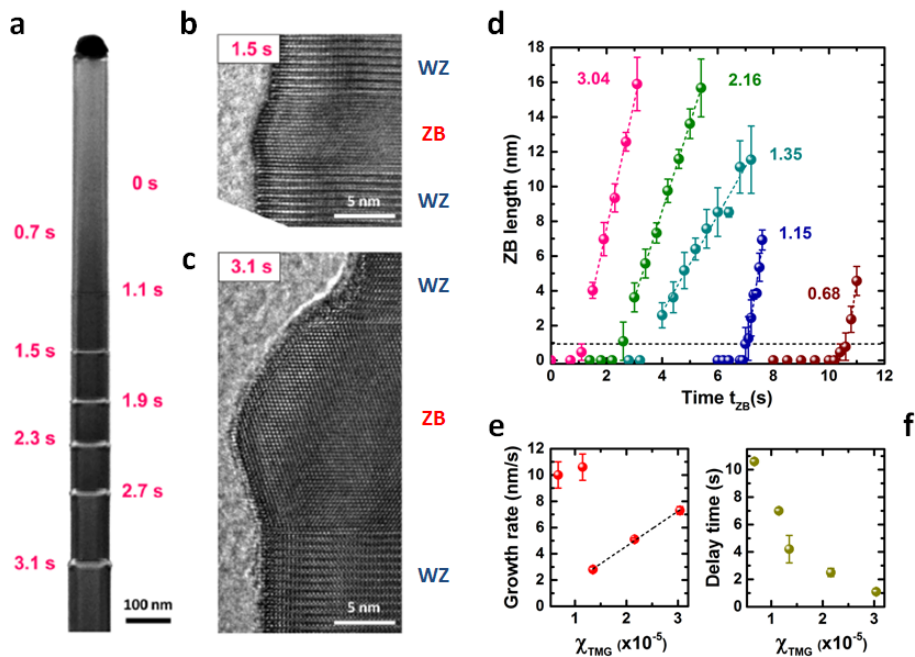 a
0 s
0.7 s
1.1 s
1.5 s
1.9 s
2.3 s
2.7 s
3.1 s
100 nm
b
1.5 s
WZ
ZB
WZ
5 nm
c
3.1 s
WZ
ZB
WZ
5 nm
d
18
16
14
12
10
8
6
4
2
0
ZB length (nm)
3.04
2.16
1.35
1.15
0.68
0 2 4 6 8 10 12
Time tZB(s)
e
12
10
8
6
4
2
0
Growth rate (nm/s)
1 2 3
χTMG (x10-5)
f
10
8
6
4
2
0
Delay time (s)
1 2 3
χTMG (x10-5)